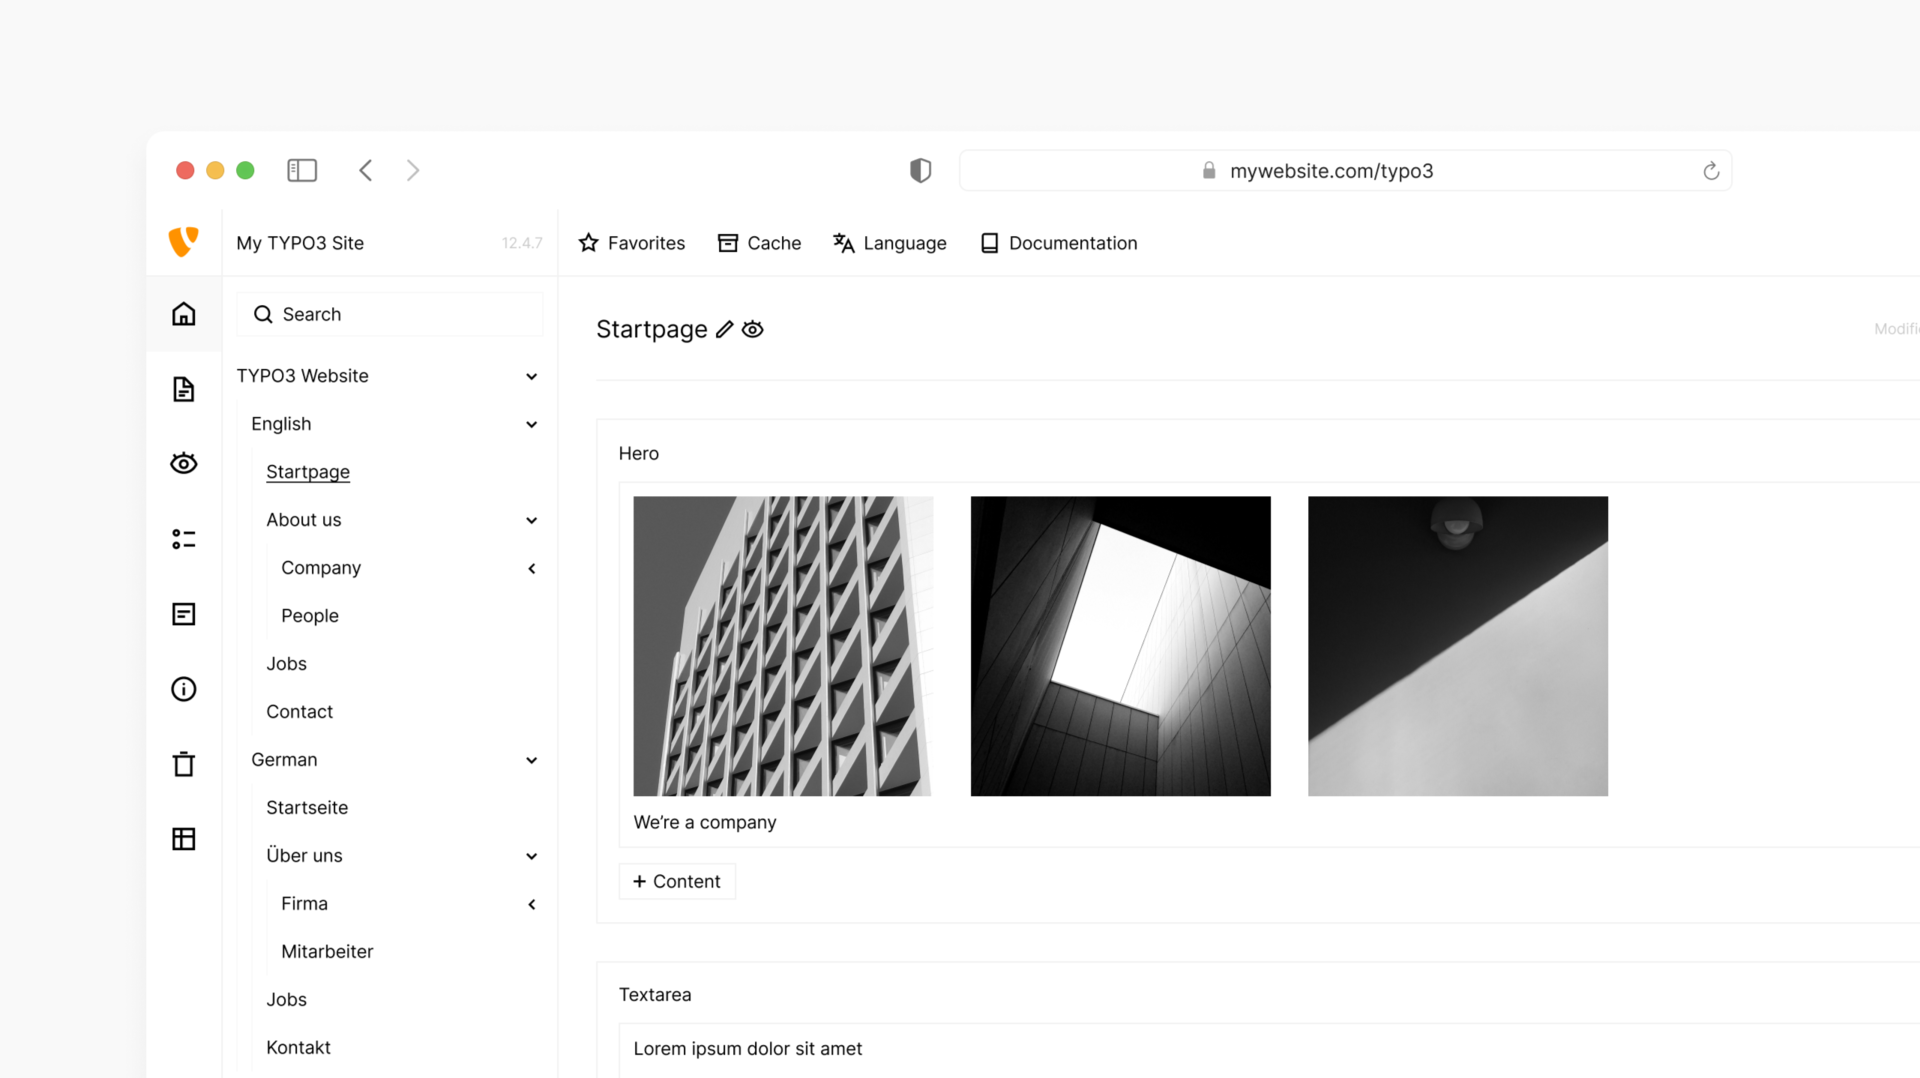 mywebsite.com/typo3
My TYPO3 Site
12.4.7
Favorites
Cache
Language
Documentation
Search
TYPO3 Website
English
Startpage
About us
Company
People
Jobs
Contact
German
Startseite
Über uns
Firma
Mitarbeiter
Jobs
Kontakt
Startpage
Hero
We’re a company
+ Content
Textarea
Lorem ipsum dolor sit amet